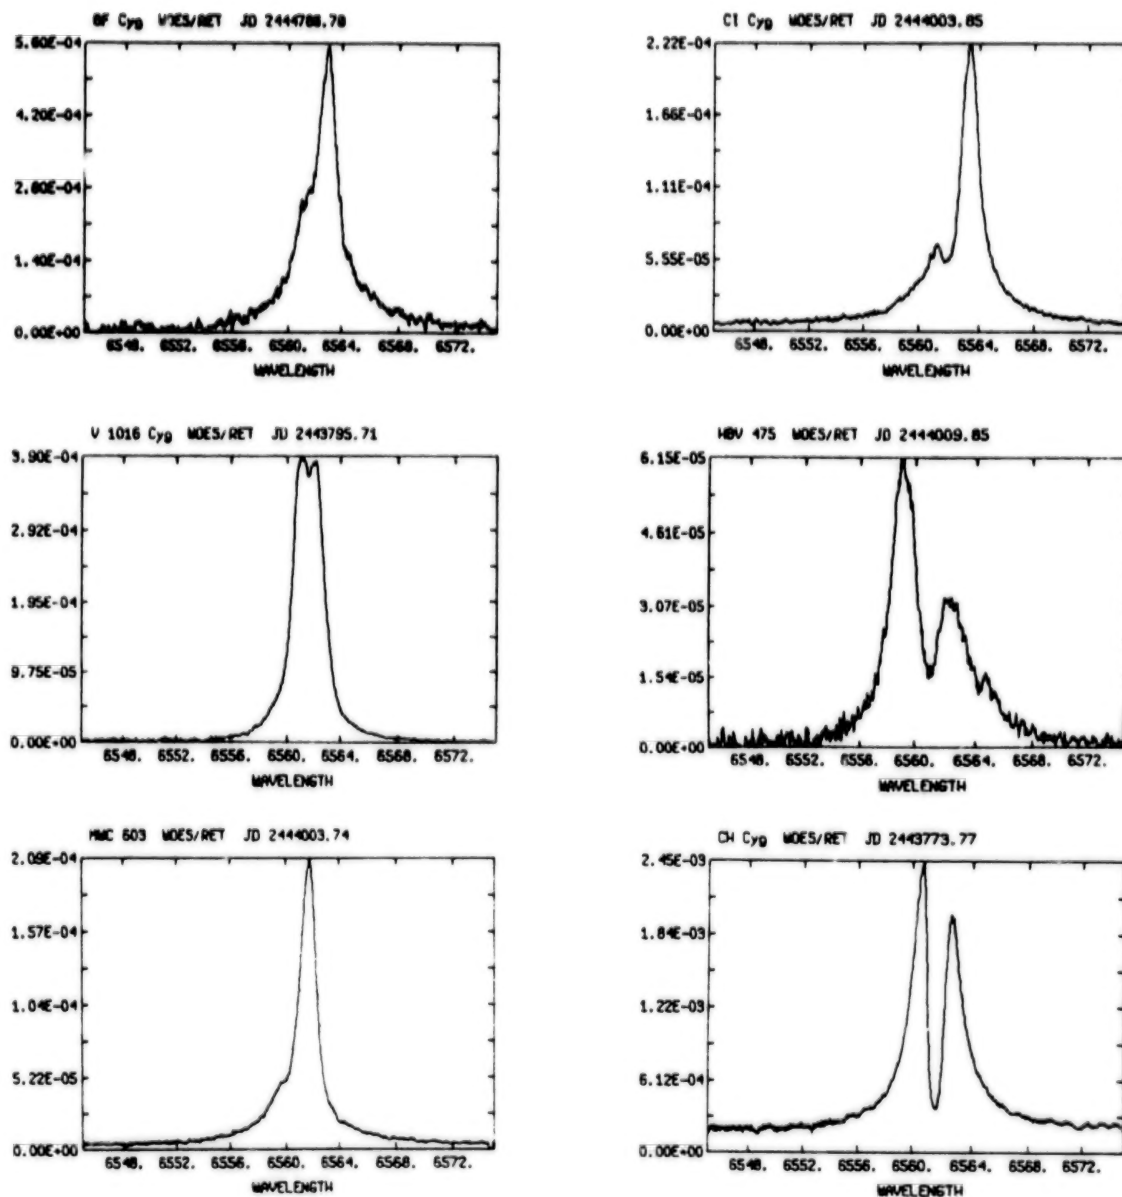 BF Cyg WOES/RET JD 2444788.78
5.60E-04
4.20E-04
2.80E-04
1.40E-04
0.00E+00
6548. 6552. 6556. 6560. 6564. 6568. 6572.
WAVELENGTH
CI Cyg WOES/RET JD 2444003.85
2.22E-04
1.66E-04
1.11E-04
5.55E-05
0.00E+00
6548. 6552. 6556. 6560. 6564. 6568. 6572.
WAVELENGTH
V 1016 Cyg WOES/RET JD 2443795.71
3.90E-04
2.92E-04
1.95E-04
9.75E-05
0.00E+00
6548. 6552. 6556. 6560. 6564. 6568. 6572.
WAVELENGTH
HBV 475 WOES/RET JD 2444009.85
6.15E-05
4.61E-05
3.07E-05
1.54E-05
0.00E+00
6548. 6552. 6556. 6560. 6564. 6568. 6572.
WAVELENGTH
MWC 603 WOES/RET JD 2444003.74
2.09E-04
1.57E-04
1.04E-04
5.22E-05
0.00E+00
6548. 6552. 6556. 6560. 6564. 6568. 6572.
WAVELENGTH
CH Cyg WOES/RET JD 2443773.77
2.45E-03
1.84E-03
1.22E-03
6.12E-04
0.00E+00
6548. 6552. 6556. 6560. 6564. 6568. 6572.
WAVELENGTH